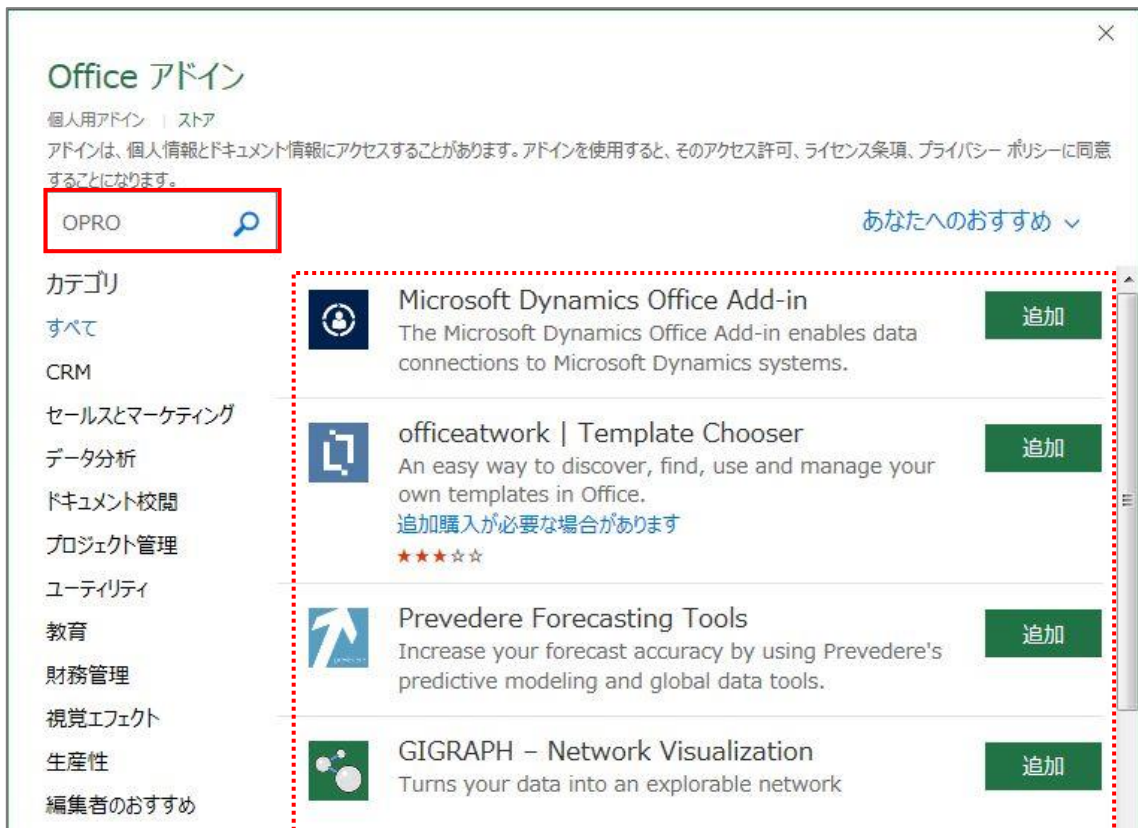 Office アドイン
個人用アドイン | ストア
アドインは、個人情報とドキュメント情報にアクセスすることがあります。アドインを使用すると、そのアクセス許可、ライセンス条項、プライバシー ポリシーに同意
することになります。
OPRO
あなたへのおすすめ
カテゴリ
すべて
CRM
セールスとマーケティング
データ分析
ドキュメント校閲
プロジェクト管理
ユーティリティ
教育
財務管理
視覚エフェクト
生産性
編集者のおすすめ
Microsoft Dynamics Office Add-in
The Microsoft Dynamics Office Add-in enables data
connections to Microsoft Dynamics systems.
追加
officeatwork | Template Chooser
An easy way to discover, find, use and manage your
own templates in Office.
追加購入が必要な場合があります
★★★☆☆
追加
Prevedere Forecasting Tools
Increase your forecast accuracy by using Prevedere's
predictive modeling and global data tools.
追加
GIGRAPH – Network Visualization
Turns your data into an explorable network
追加